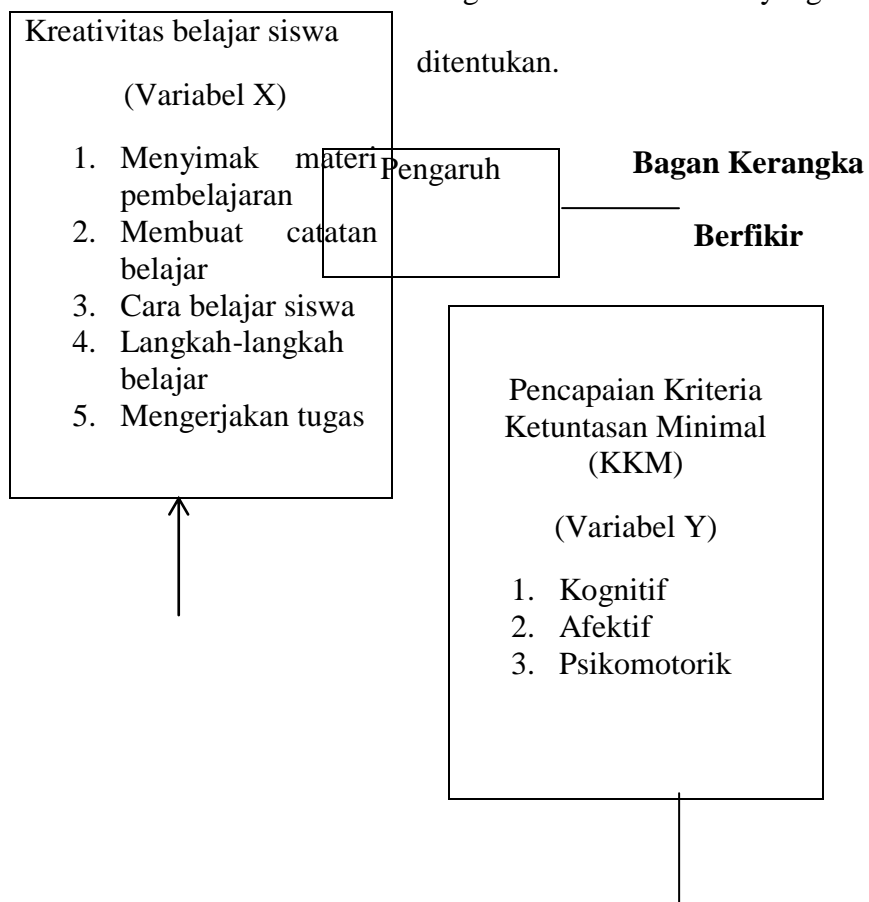 ditentukan.
Kreativitas belajar siswa
(Variabel X)
1. Menyimak materi
pembelajaran
2. Membuat catatan
belajar
3. Cara belajar siswa
4. Langkah-langkah
belajar
5. Mengerjakan tugas
Pengaruh
Bagan Kerangka
Berfikir
Pencapaian Kriteria
Ketuntasan Minimal
(KKM)
(Variabel Y)
1. Kognitif
2. Afektif
3. Psikomotorik